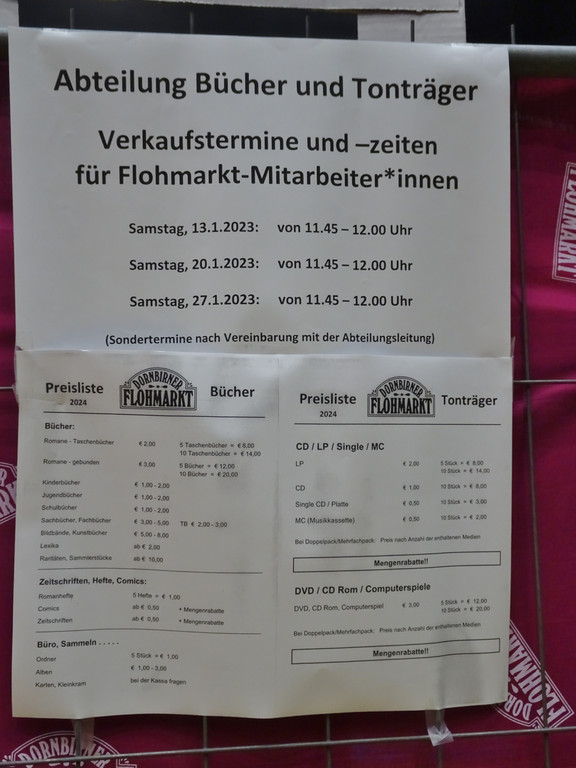 Abteilung Bücher und Tonträger
Verkaufstermine und –zeiten
für Flohmarkt-Mitarbeiter*innen
Samstag, 13.1.2023: von 11.45 – 12.00 Uhr
Samstag, 20.1.2023: von 11.45 – 12.00 Uhr
Samstag, 27.1.2023: von 11.45 – 12.00 Uhr
(Sondertermine nach Vereinbarung mit der Abteilungsleitung)
Preisliste
2024
DORNBIRNER
FLOHMARKT
Bücher
Bücher:
Romane - Taschenbücher € 2,00 5 Taschenbücher = € 8,00
10 Taschenbücher = € 14,00
Romane - gebunden € 3,00 5 Bücher = € 12,00
10 Bücher = € 20,00
Kinderbücher € 1,00 - 2,00
Jugendbücher € 1,00 - 2,00
Schulbücher € 1,00 - 2,00
Sachbücher, Fachbücher € 3,00 - 5,00 TB € 2,00 - 3,00
Bildbände, Kunstbücher € 5,00 - 8,00
Lexika ab € 2,00
Raritäten, Sammlerstücke ab € 10,00
Zeitschriften, Hefte, Comics:
Romanhefte 5 Hefte = € 1,00
Comics ab € 0,50 * Mengenrabatte
Zeitschriften ab € 0,50 * Mengenrabatte
Büro, Sammeln . . . . .
Ordner 5 Stück = € 1,00
Alben € 1,00 - 3,00
Karten, Kleinkram bei der Kassa fragen
Preisliste
2024
DORNBIRNER
FLOHMARKT
Tonträger
CD / LP / Single / MC
LP € 2,00 5 Stück = € 8,00
10 Stück = € 14,00
CD € 1,00 10 Stück = € 8,00
Single CD / Platte € 0,50 10 Stück = € 3,00
MC (Musikkassette) € 0,50 10 Stück = € 2,00
Bei Doppelpack/Mehrfachpack: Preis nach Anzahl der enthaltenen Medien
Mengenrabatte!!
DVD / CD Rom / Computerspiele
DVD, CD Rom, Computerspiel € 3,00 5 Stück = € 12,00
10 Stück = € 20,00
Bei Doppelpack/Mehrfachpack: Preis nach Anzahl der enthaltenen Medien
Mengenrabatte!!
FLOHMARKT
FLOHMARKT
DORNBIRNER